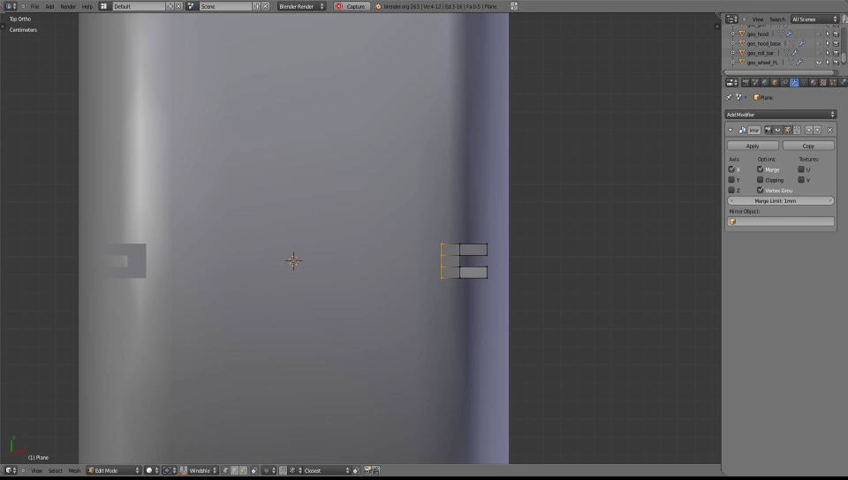 File Add Render Help Default Scene Blender Render Capture
Top Ortho
Centimeters
View Search All Scenes
geo_hood
geo_hood_base
geo_roll_bar
geo_wheel_FL
Plane
Add Modifier
Apply Copy
Axis: Options: Textures:
X Merge U
Y Clipping V
Z Vertex Grou
Merge Limit: 1mm
Mirror Object:
(1) Plane
View Select Mesh Edit Mode Closest